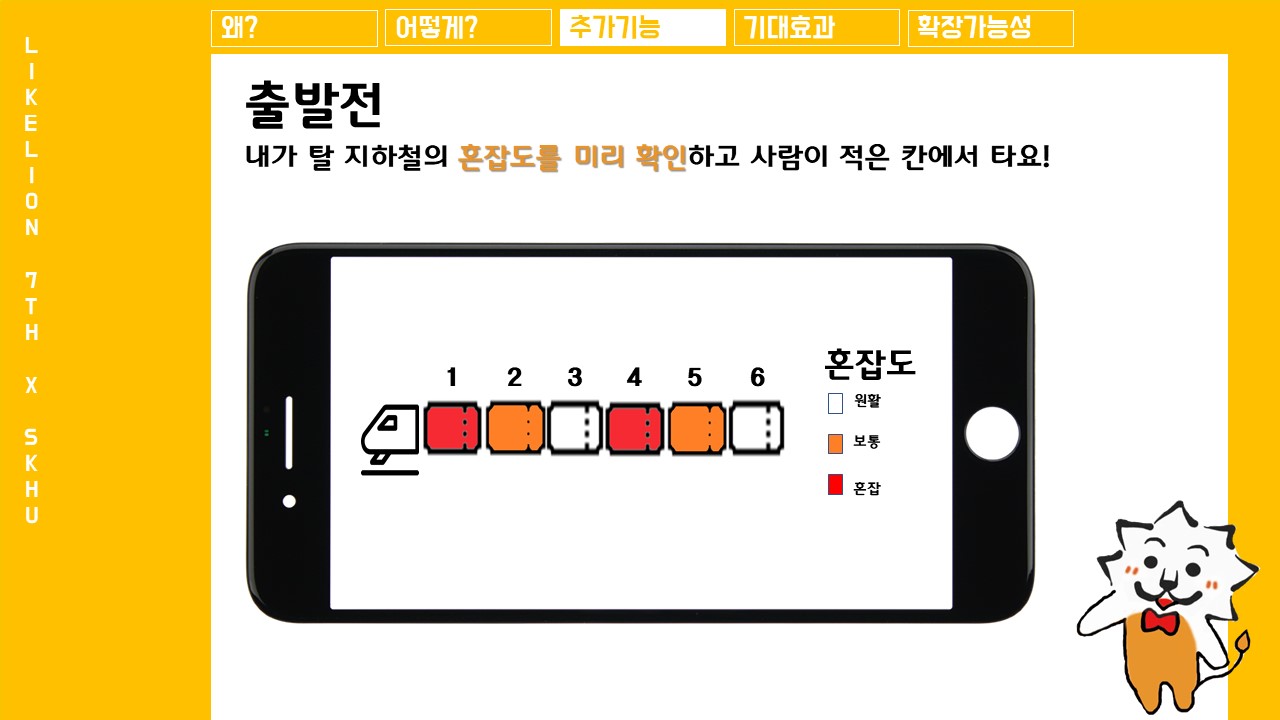 왜?
어떻게?
추가기능
기대효과
확장가능성
LIKELION 7TH X SKHU
출발전
내가 탈 지하철의 혼잡도를 미리 확인하고 사람이 적은 칸에서 타요!
1 2 3 4 5 6
혼잡도
원활
보통
혼잡